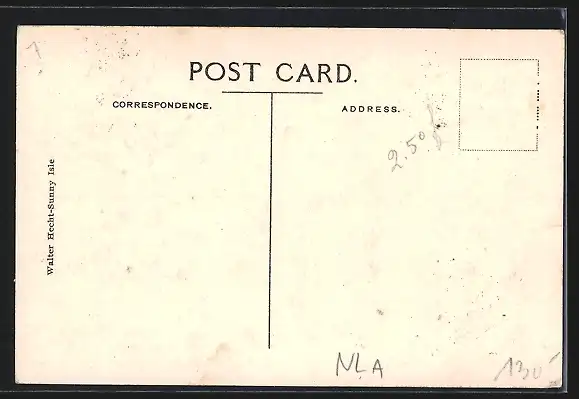 POST CARD.
CORRESPONDENCE.
ADDRESS.
2.50
Walter Hecht-Sunny Isle
NLA
130